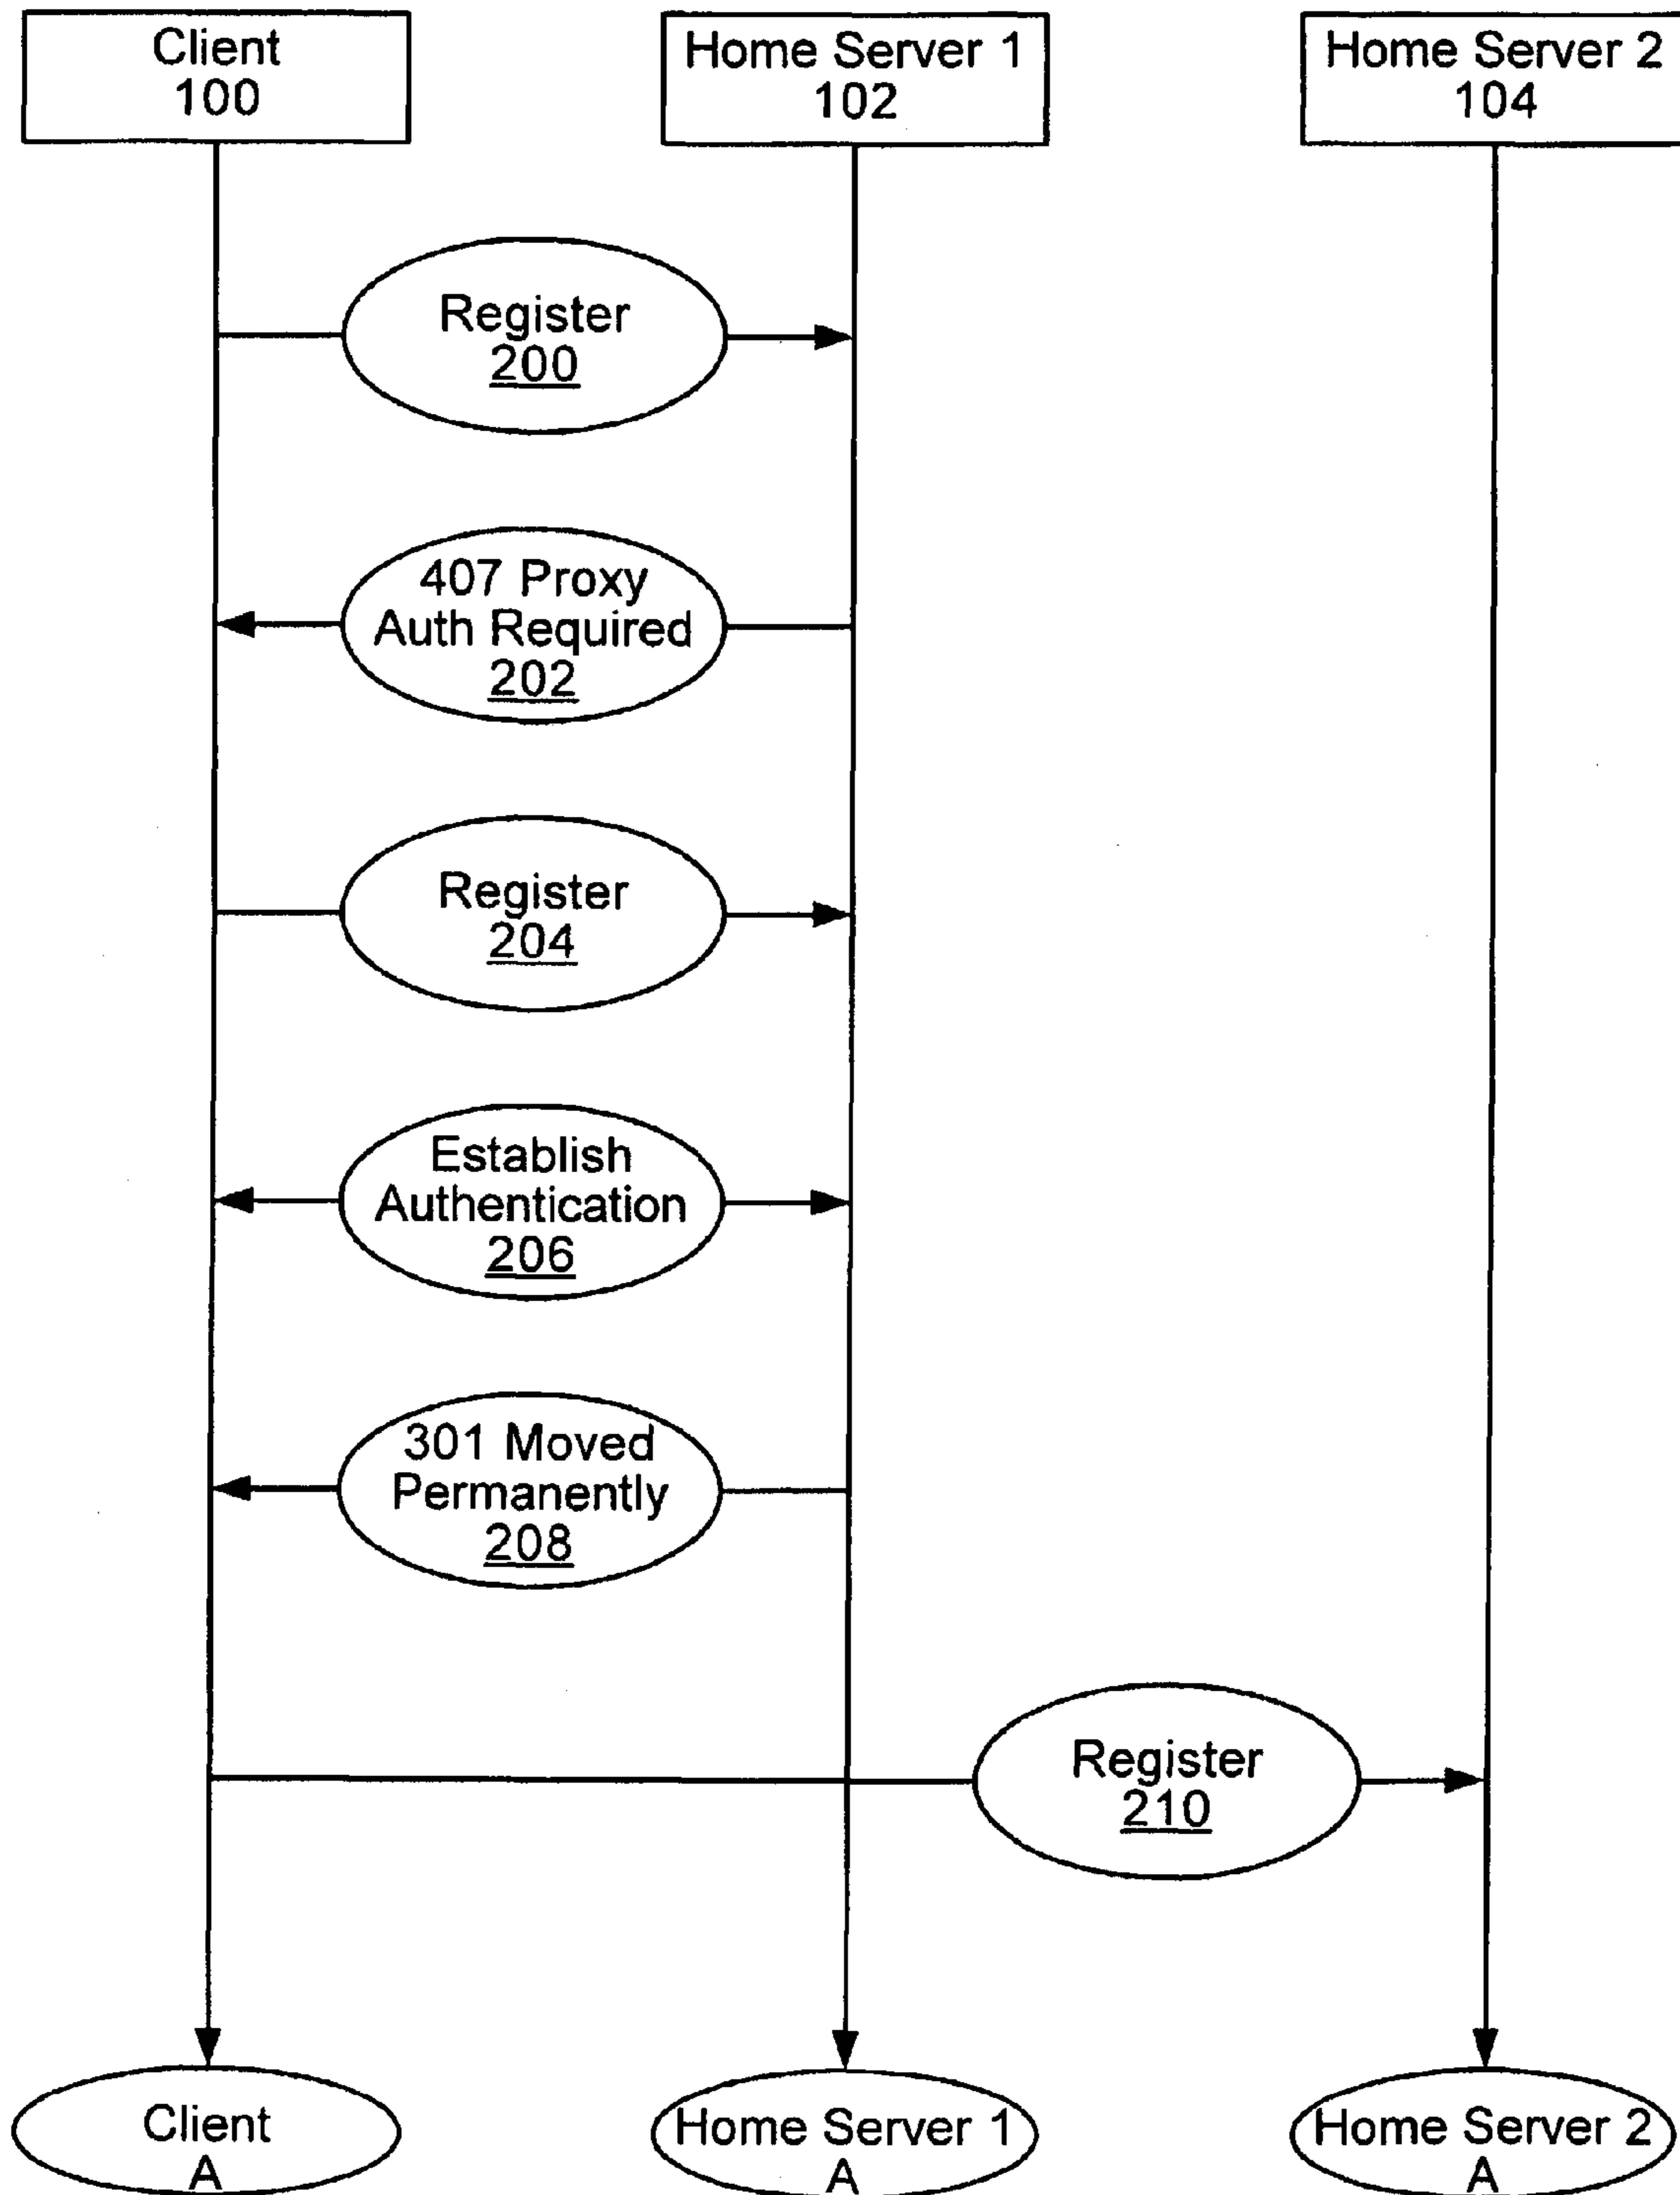 Client
100
Home Server 1
102
Home Server 2
104
Register
200
407 Proxy
Auth Required
202
Register
204
Establish
Authentication
206
301 Moved
Permanently
208
Register
210
Client
A
Home Server 1
A
Home Server 2
A